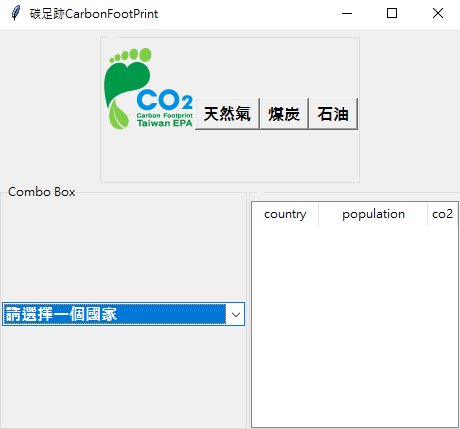 碳足跡CarbonFootPrint
CO2
Carbon Footprint
Taiwan EPA
天然氣 煤炭 石油
Combo Box
country population co2
請選擇一個國家